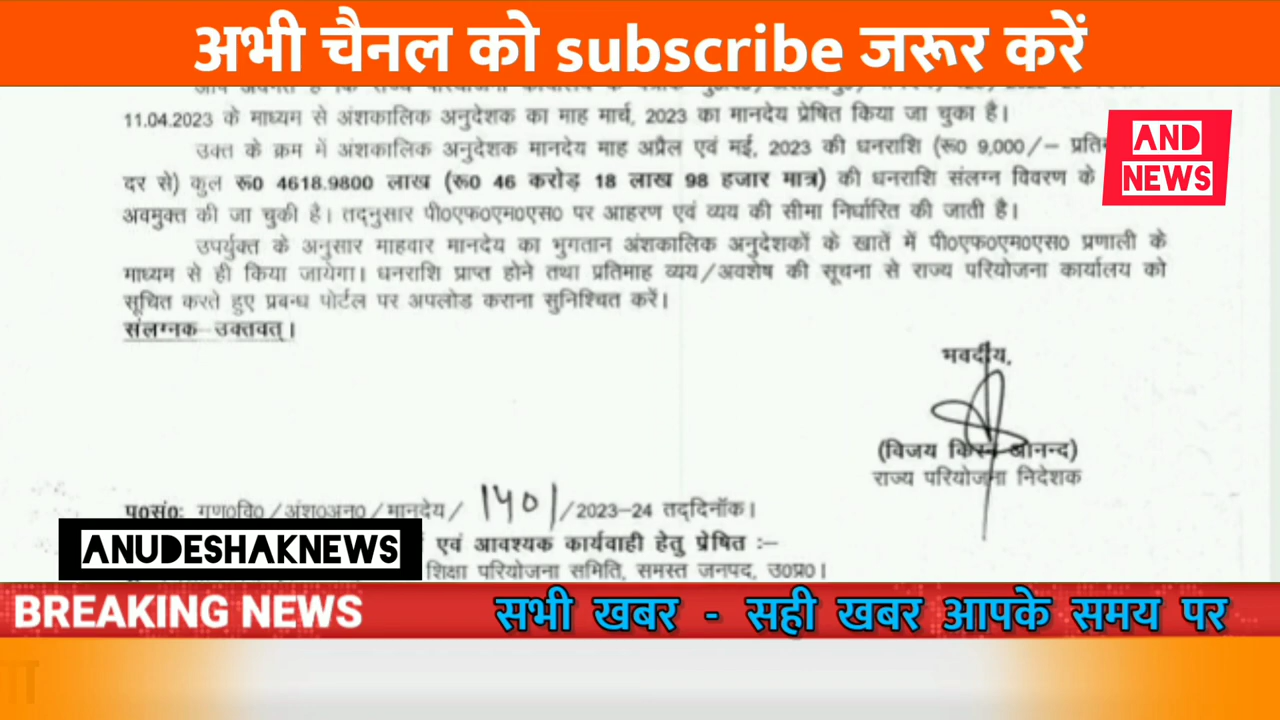 अभी चैनल को subscribe जरूर करें
11.04.2023 के माध्यम से अंशकालिक अनुदेशक का माह मार्च, 2023 का मानदेय प्रेषित किया जा चुका है।
AND
NEWS
उक्त के क्रम में अंशकालिक अनुदेशक मानदेय माह अप्रैल एवं मई, 2023 की धनराशि (रू0 9,000/-
दर से) कुल रू0 4618.9800 लाख (रू0 46 करोड़ 18 लाख 98 हजार मात्र) की धनराशि संलग्न विवरण के
अवमुक्त की जा चुकी है। तद्नुसार पी0एफ0एम0एस0 पर आहरण एवं व्यय की सीमा निर्धारित की जाती है।
उपर्युक्त के अनुसार माहवार मानदेय का भुगतान अंशकालिक अनुदेशकों के खातें में पी0एफ0एम0एस0 प्रणाली के
माध्यम से ही किया जायेगा। धनराशि प्राप्त होने तथा प्रतिमाह व्यय/अवशेष की सूचना से राज्य परियोजना कार्यालय को
सूचित करते हुए प्रबन्ध पोर्टल पर अपलोड कराना सुनिश्चित करें।
संलग्नक उक्तवत्।
भवदीय,
(विजय किरन आनन्द)
राज्य परियोजना निदेशक
पृ0सं0: गुण0वि0/अंश0अनु0/मानदेय/1401/2023-24 तद्दिनॉक।
ANUDESHAKNEWS
एवं आवश्यक कार्यवाही हेतु प्रेषित :-
शिक्षा परियोजना समिति, समस्त जनपद, उ0प्र0।
BREAKING NEWS
सभी खबर - सही खबर आपके समय पर